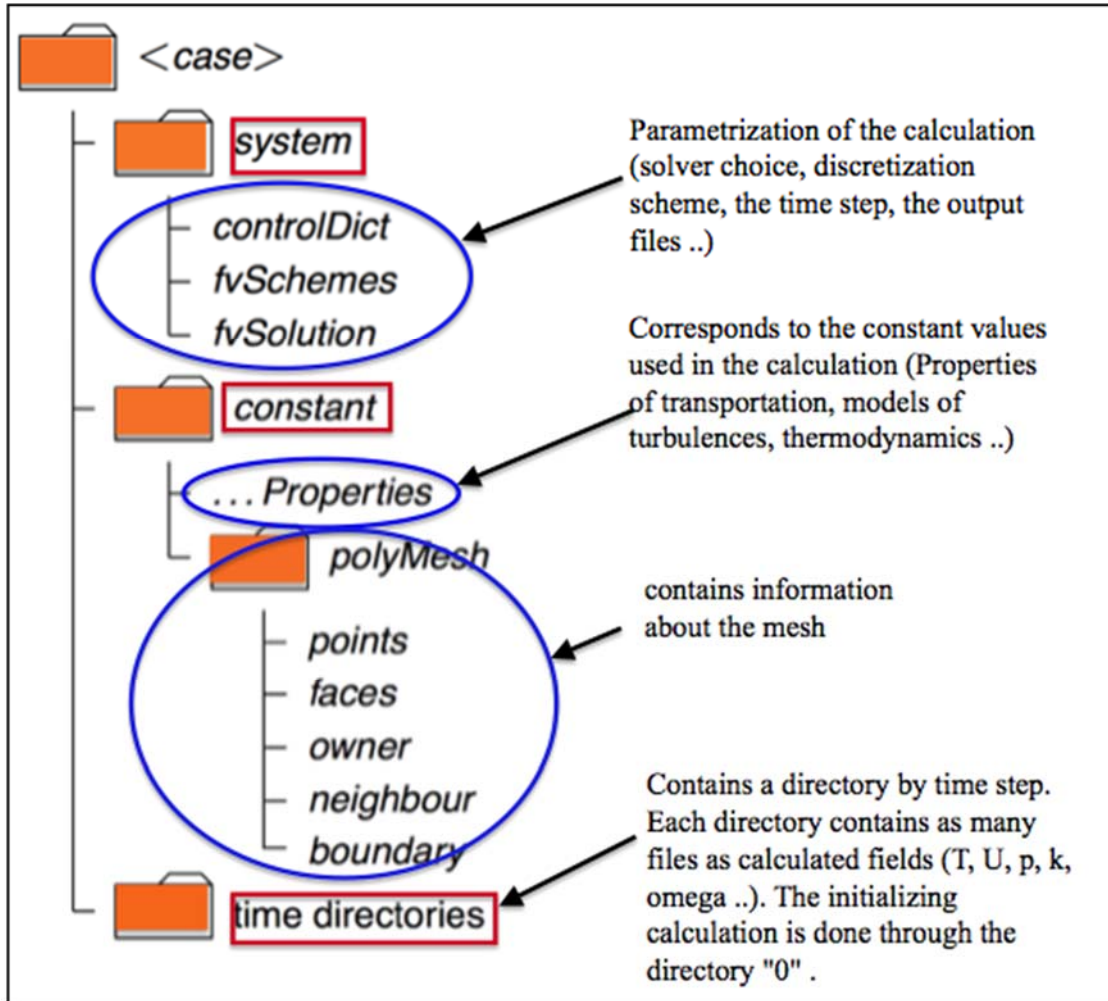 <case>
system
controlDict
fvSchemes
fvSolution
constant
... Properties
polyMesh
points
faces
owner
neighbour
boundary
time directories
Parametrization of the calculation
(solver choice, discretization
scheme, the time step, the output
files ..)
Corresponds to the constant values
used in the calculation (Properties
of transportation, models of
turbulences, thermodynamics ..)
contains information
about the mesh
Contains a directory by time step.
Each directory contains as many
files as calculated fields (T, U, p, k,
omega ..). The initializing
calculation is done through the
directory "0" .